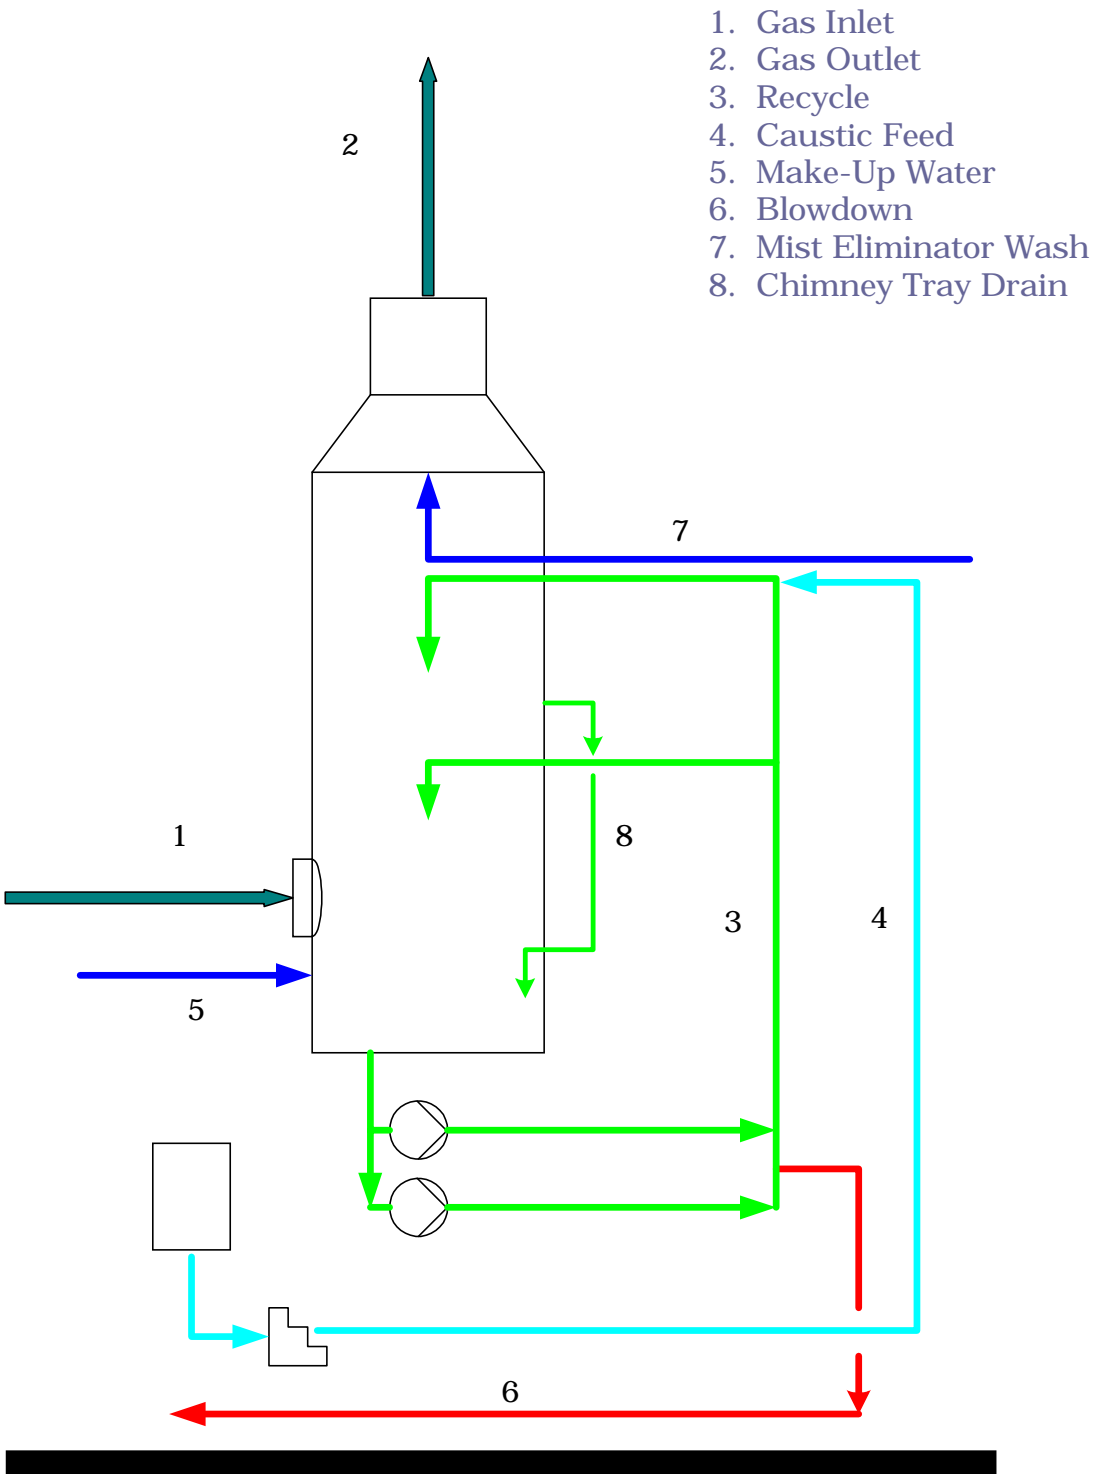 1. Gas Inlet
2. Gas Outlet
3. Recycle
4. Caustic Feed
5. Make-Up Water
6. Blowdown
7. Mist Eliminator Wash
8. Chimney Tray Drain
2
7
1
8
3
4
5
6